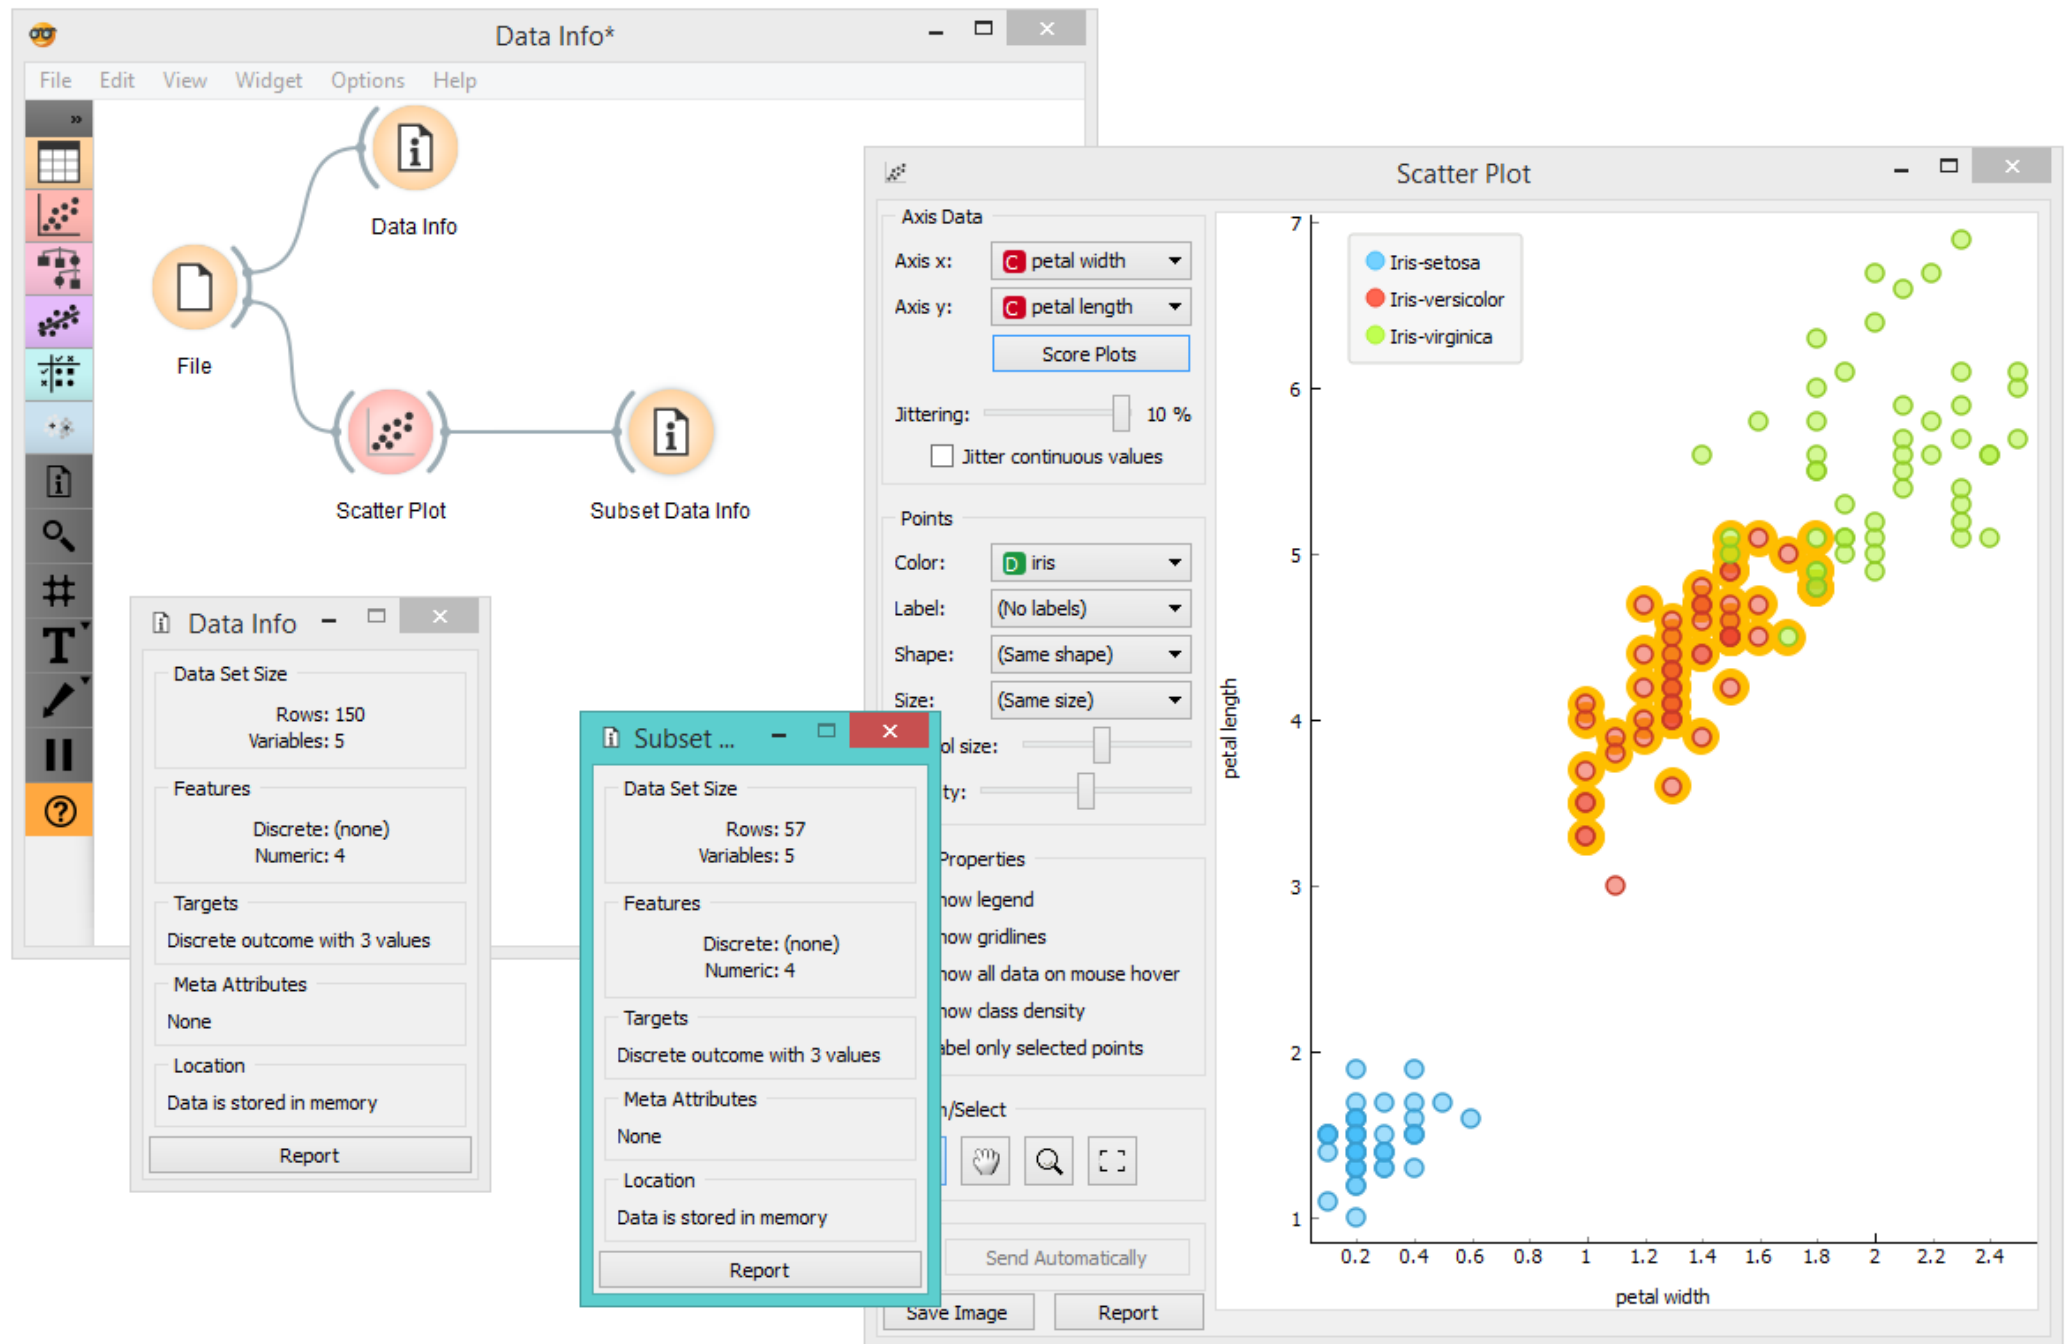 Data Info*
File Edit View Widget Options Help
»
Data Info
File
Scatter Plot
Subset Data Info
Data Info
Data Set Size
Rows: 150
Variables: 5
Features
Discrete: (none)
Numeric: 4
Targets
Discrete outcome with 3 values
Meta Attributes
None
Location
Data is stored in memory
Report
Subset ...
Data Set Size
Rows: 57
Variables: 5
Features
Discrete: (none)
Numeric: 4
Targets
Discrete outcome with 3 values
Meta Attributes
None
Location
Data is stored in memory
Report
Scatter Plot
Axis Data
Axis x: C petal width
Axis y: C petal length
Score Plots
Jittering: 10 %
Jitter continuous values
Points
Color: D iris
Label: (No labels)
Shape: (Same shape)
Size: (Same size)
ol size:
ty:
Properties
how legend
how gridlines
how all data on mouse hover
how class density
abel only selected points
/Select
Send Automatically
Save Image Report
Iris-setosa
Iris-versicolor
Iris-virginica
petal length
7
6
5
4
3
2
1
0.2 0.4 0.6 0.8 1 1.2 1.4 1.6 1.8 2 2.2 2.4
petal width